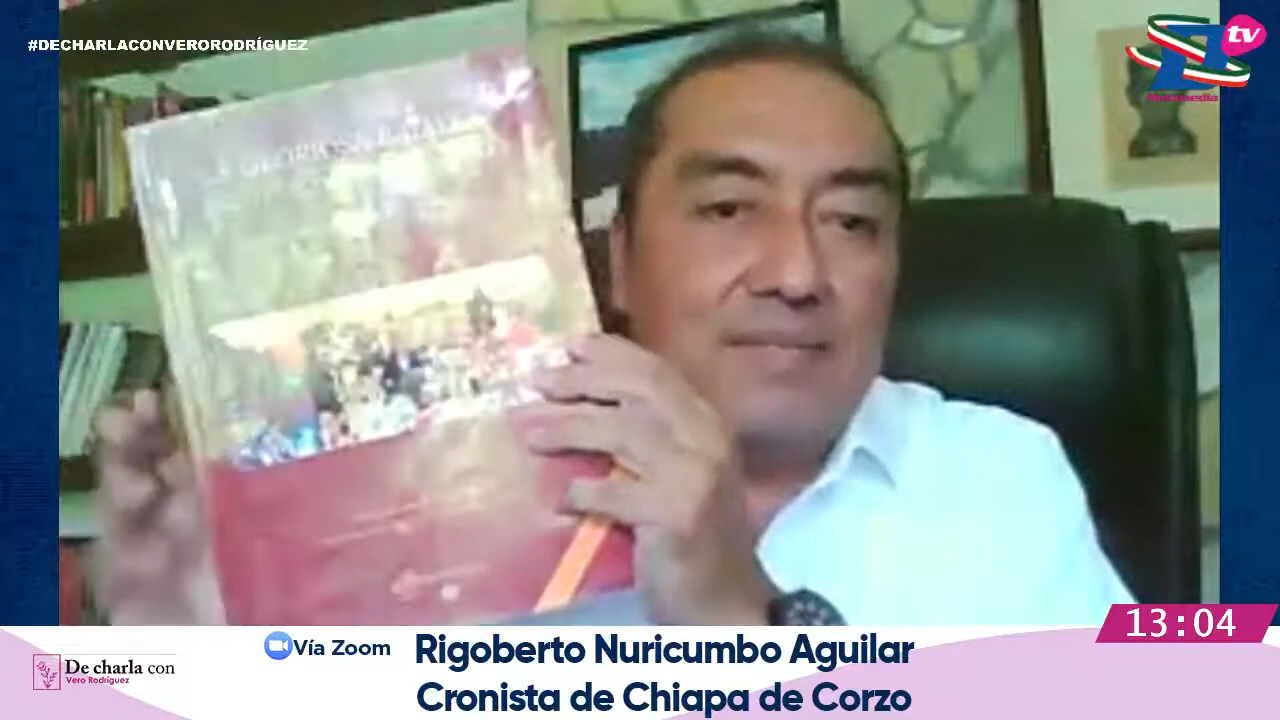 #DECHARLACONVERORODRÍGUEZ
tv
Multimedia
13:04
Vía Zoom
Rigoberto Nuricumbo Aguilar
Cronista de Chiapa de Corzo
De charla con
Vero Rodríguez